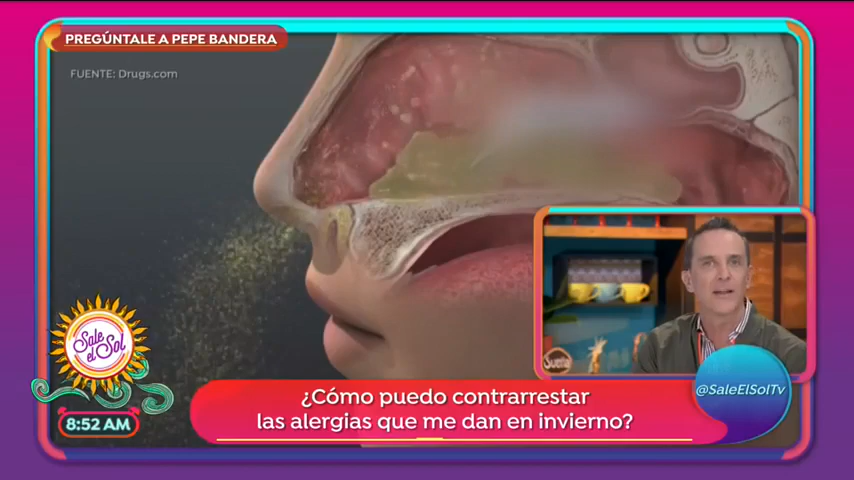 PREGÚNTALE A PEPE BANDERA
FUENTE: Drugs.com
Sale
el Sol
Sueña
@SaleElSolTv
¿Cómo puedo contrarrestar
las alergias que me dan en invierno?
8:52 AM